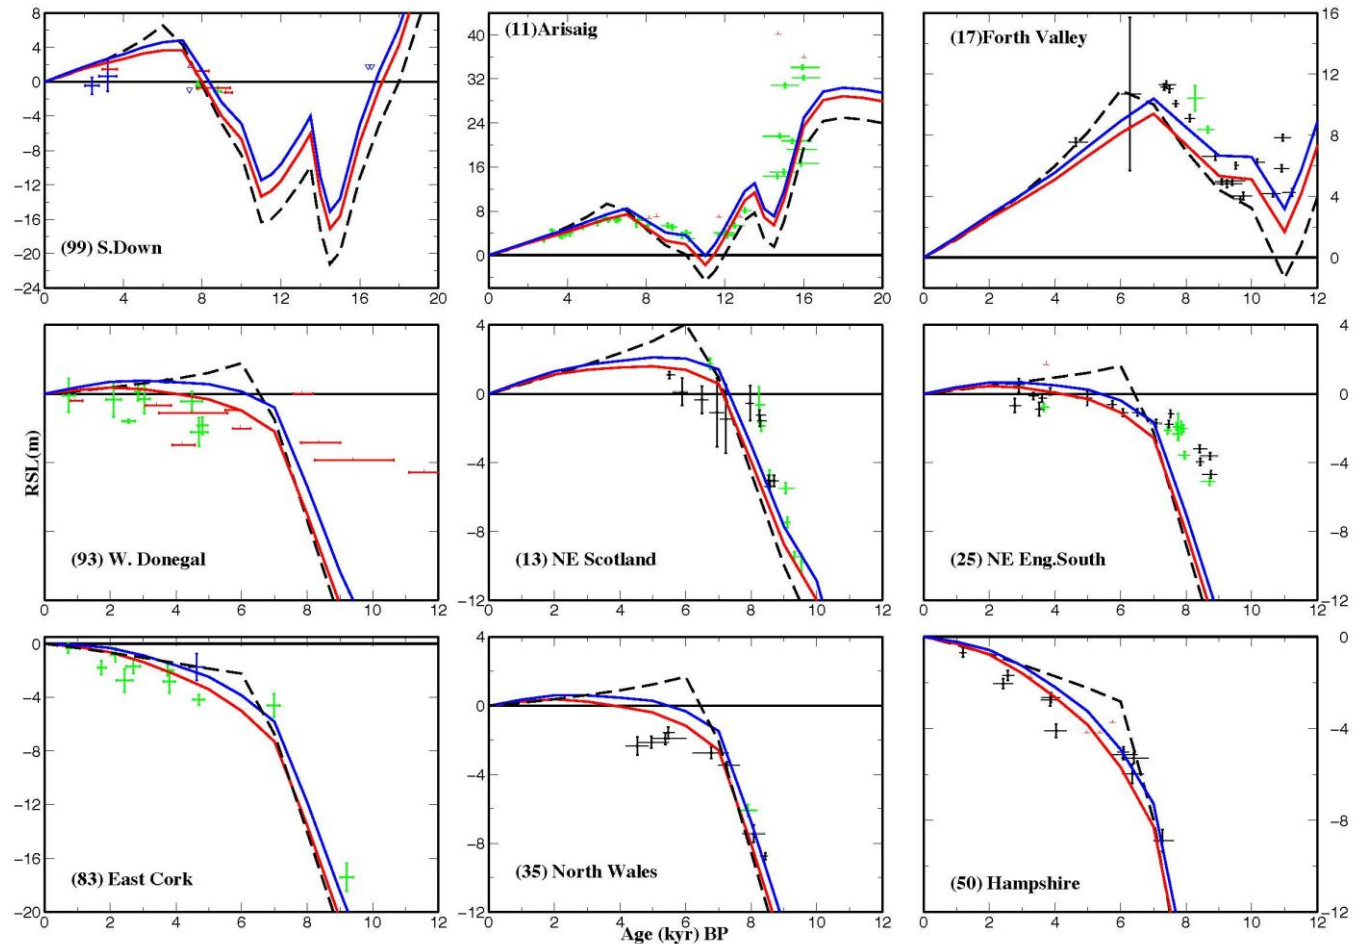 8
4
0
−4
−8
−12
−16
−20
−24
0 4 8 12 16 20
(99) S.Down
40
32
24
16
8
0
0 2 4 6 8 10 12 14 16 18 20
(11)Arisaig
16
12
8
4
0
0 2 4 6 8 10 12
(17)Forth Valley
RSL(m)
0 2 4 6 8 10 12
(93) W. Donegal
4
0
−4
−8
−12
0 2 4 6 8 10 12
(13) NE Scotland
4
0
−4
−8
−12
0 2 4 6 8 10 12
(25) NE Eng.South
0
−4
−8
−12
−16
−20
0 2 4 6 8 10 12
(83) East Cork
4
0
−4
−8
−12
0 2 4 6 8 10 12
(35) North Wales
0
−4
−8
−12
0 2 4 6 8 10 12
(50) Hampshire
Age (kyr) BP